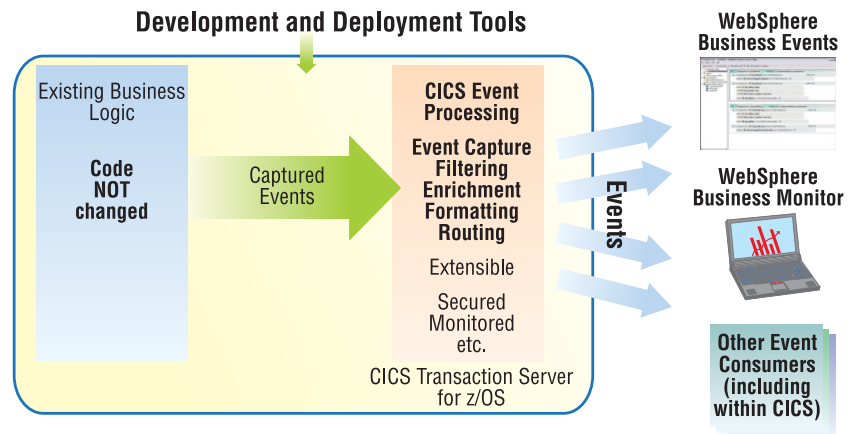 Development and Deployment Tools
Existing Business
Logic
Code
NOT
changed
Captured
Events
CICS Event
Processing
Event Capture
Filtering
Enrichment
Formatting
Routing
Extensible
Secured
Monitored
etc.
CICS Transaction Server
for z/OS
Events
WebSphere
Business Events
WebSphere
Business Monitor
Other Event
Consumers
(including
within CICS)